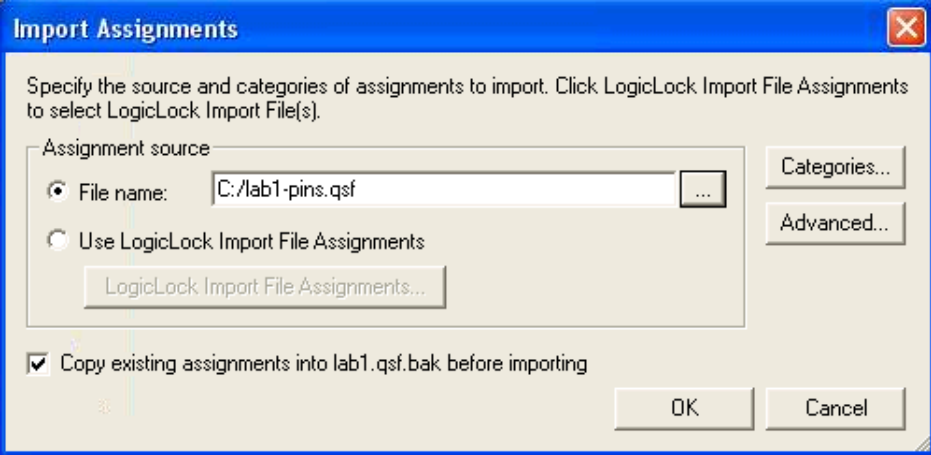 Import Assignments
Specify the source and categories of assignments to import. Click LogicLock Import File Assignments
to select LogicLock Import File(s).
Assignment source
File name:
C:/lab1-pins.qsf
...
Categories...
Use LogicLock Import File Assignments
Advanced...
LogicLock Import File Assignments...
Copy existing assignments into lab1.qsf.bak before importing
OK
Cancel